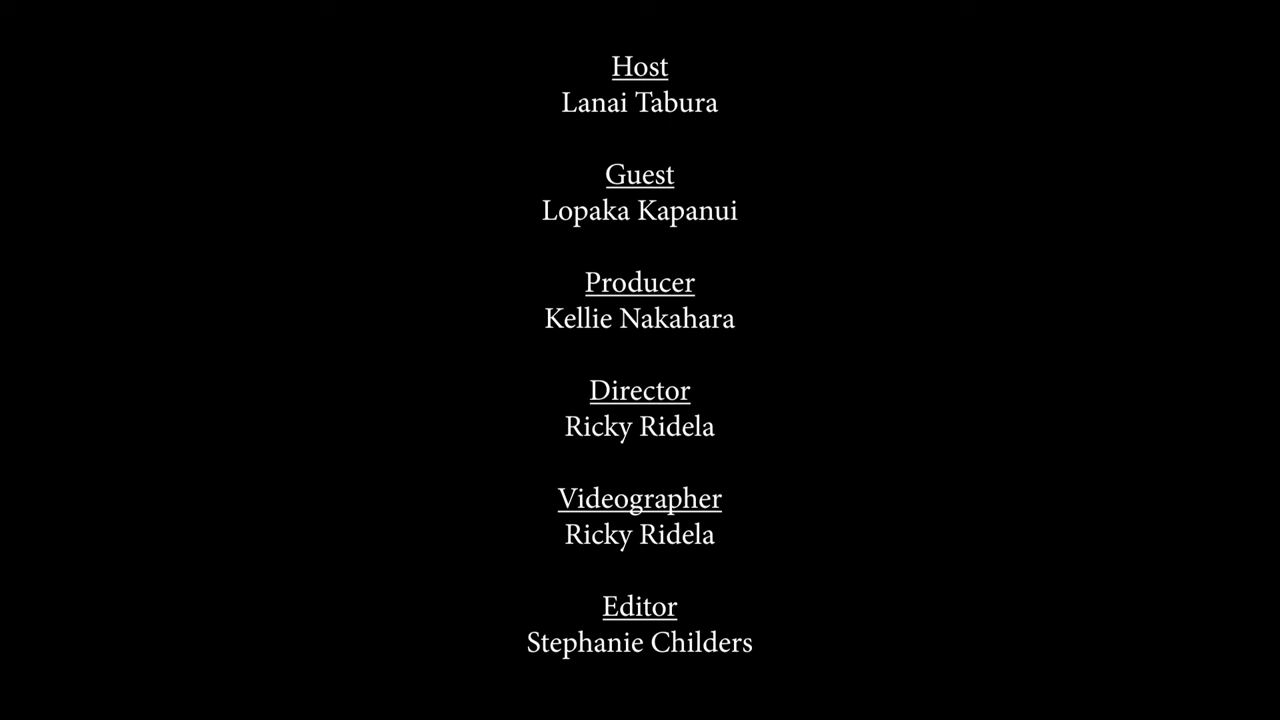 Host
Lanai Tabura
Guest
Lopaka Kapanui
Producer
Kellie Nakahara
Director
Ricky Ridela
Videographer
Ricky Ridela
Editor
Stephanie Childers